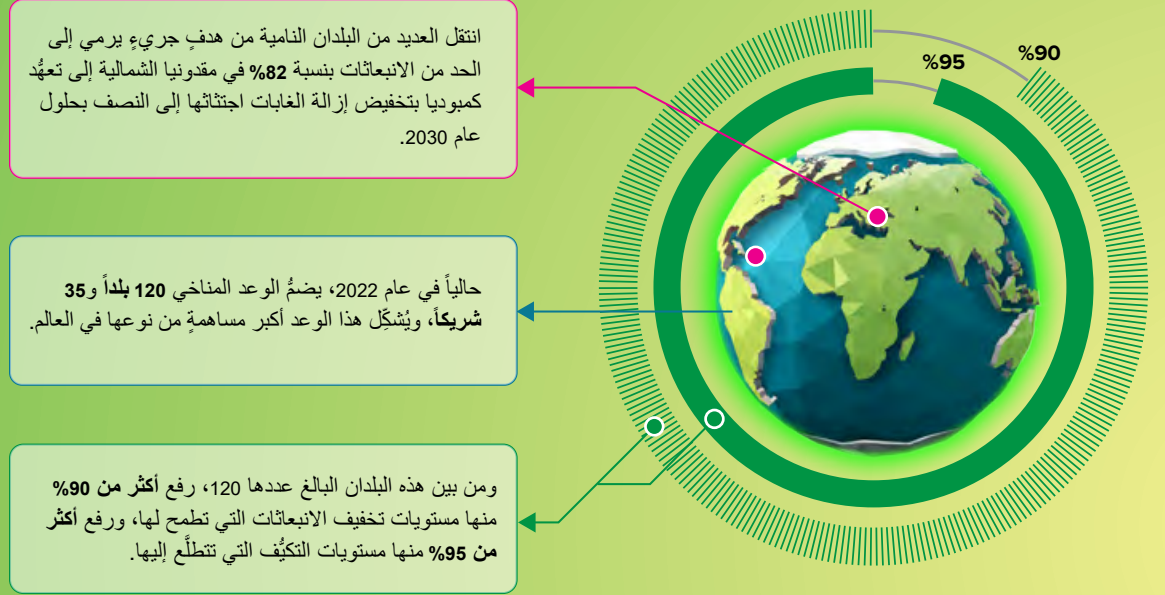 انتقل العديد من البلدان النامية من هدفٍ جريءٍ يرمي إلى
الحد من الانبعاثات بنسبة 82% في مقدونيا الشمالية إلى تعهُّد
كمبوديا بتخفيض إزالة الغابات اجتثاثها إلى النصف بحلول
عام 2030.
حالياً في عام 2022، يضمُّ الوعد المناخي 120 بلداً و35
شريكاً، ويُشكِّل هذا الوعد أكبر مساهمةٍ من نوعها في العالم.
ومن بين هذه البلدان البالغ عددها 120، رفع أكثر من 90%
منها مستويات تخفيف الانبعاثات التي تطمح لها، ورفع أكثر
من 95% منها مستويات التكيُّف التي تتطلَّع إليها.
%90
%95